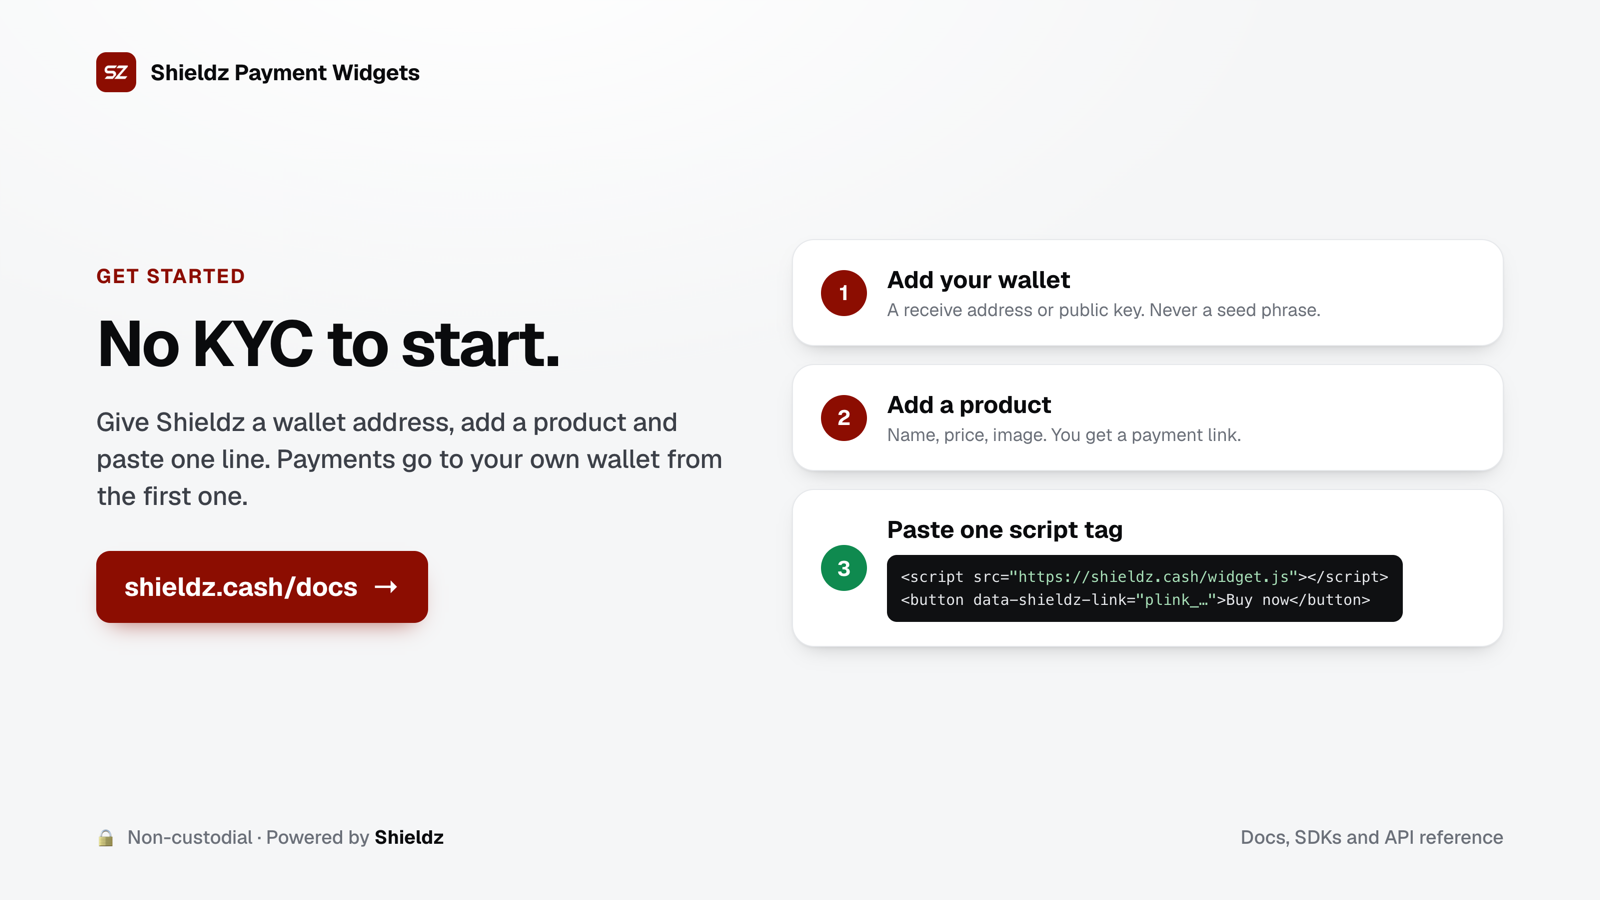 SZ
Shieldz Payment Widgets
GET STARTED
No KYC to start.
Give Shieldz a wallet address, add a product and
paste one line. Payments go to your own wallet from
the first one.
shieldz.cash/docs →
1
Add your wallet
A receive address or public key. Never a seed phrase.
2
Add a product
Name, price, image. You get a payment link.
3
Paste one script tag
<script src="https://shieldz.cash/widget.js"></script>
<button data-shieldz-link="plink_…">Buy now</button>
Non-custodial · Powered by Shieldz
Docs, SDKs and API reference